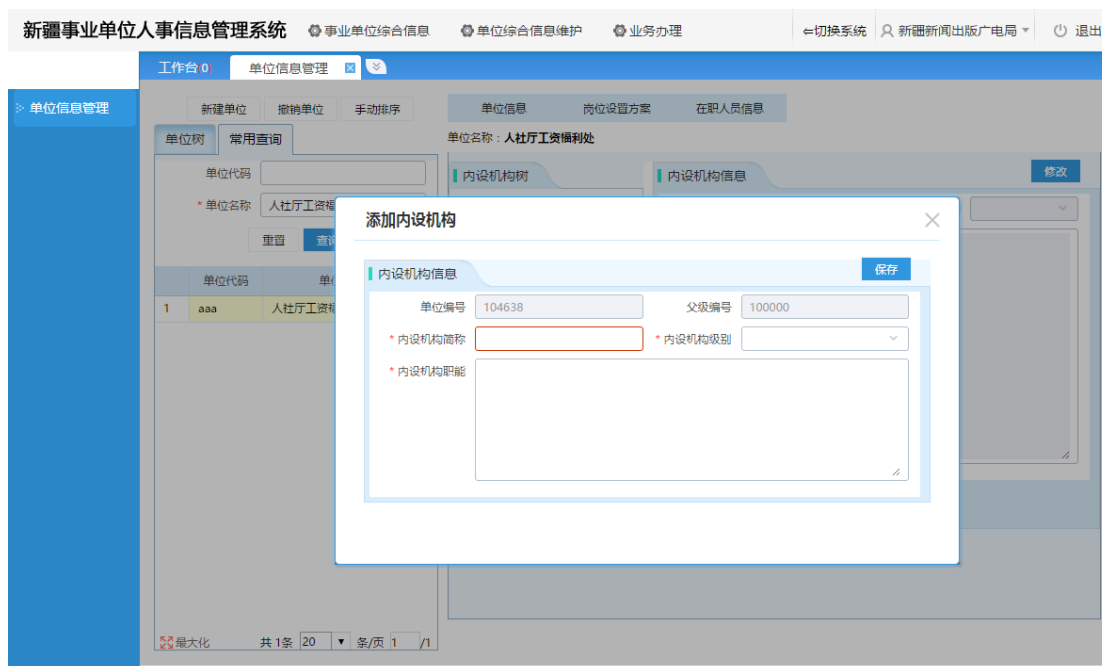 新疆事业单位人事信息管理系统 事业单位综合信息 单位综合信息维护 业务办理 ⇐切换系统 新疆新闻出版广电局 退出
工作台(0) 单位信息管理
单位信息管理
新建单位 撤销单位 手动排序 单位信息 岗位设置方案 在职人员信息
单位树 常用查询 单位名称：人社厅工资福利处
单位代码 内设机构树 内设机构信息 修改
* 单位名称 人社厅工资福
重置 查询
单位代码 单
1 aaa 人社厅工资福
添加内设机构
内设机构信息 保存
单位编号 104638 父级编号 100000
* 内设机构简称 * 内设机构级别
* 内设机构职能
最大化 共 1条 20 条/页 1 /1